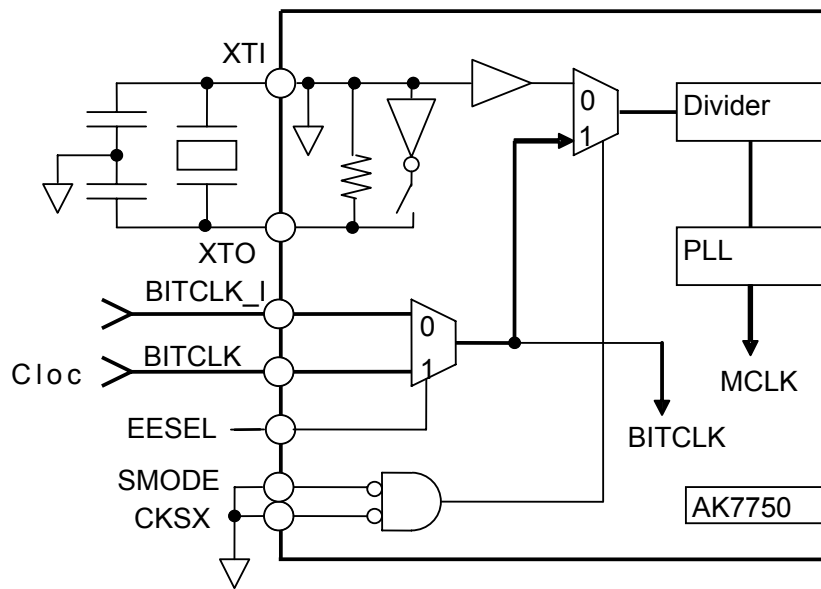 XTI
0
1
Divider
XTO
PLL
BITCLK_I
0
BITCLK
1
Cloc
MCLK
EESEL
BITCLK
SMODE
CKSX
AK7750